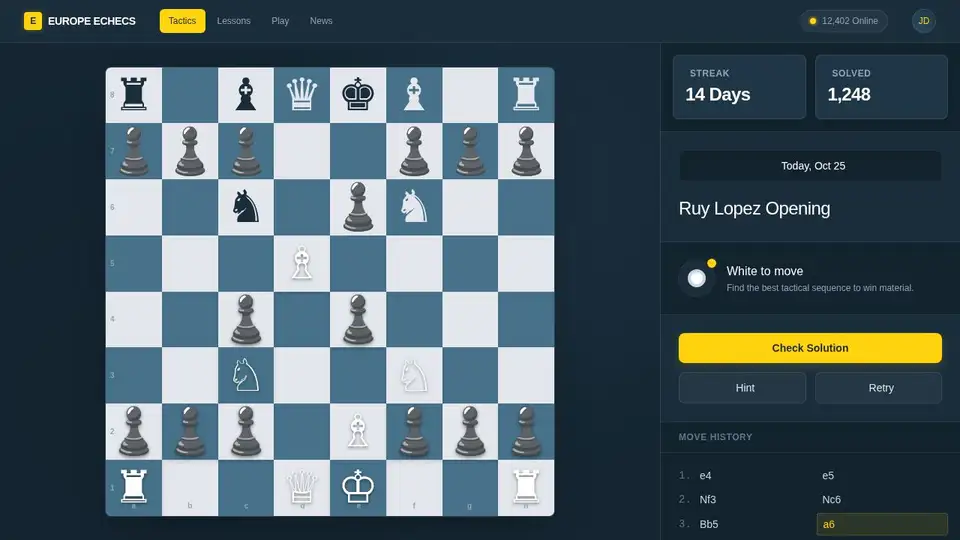 E EUROPE ECHECS Tactics Lessons Play News 12,402 Online JD
STREAK SOLVED
14 Days 1,248
Today, Oct 25
Ruy Lopez Opening
White to move
Find the best tactical sequence to win material.
Check Solution
Hint Retry
MOVE HISTORY
1. e4 e5
2. Nf3 Nc6
3. Bb5 a6
8
7
6
5
4
3
2
1
a b c d e f g h